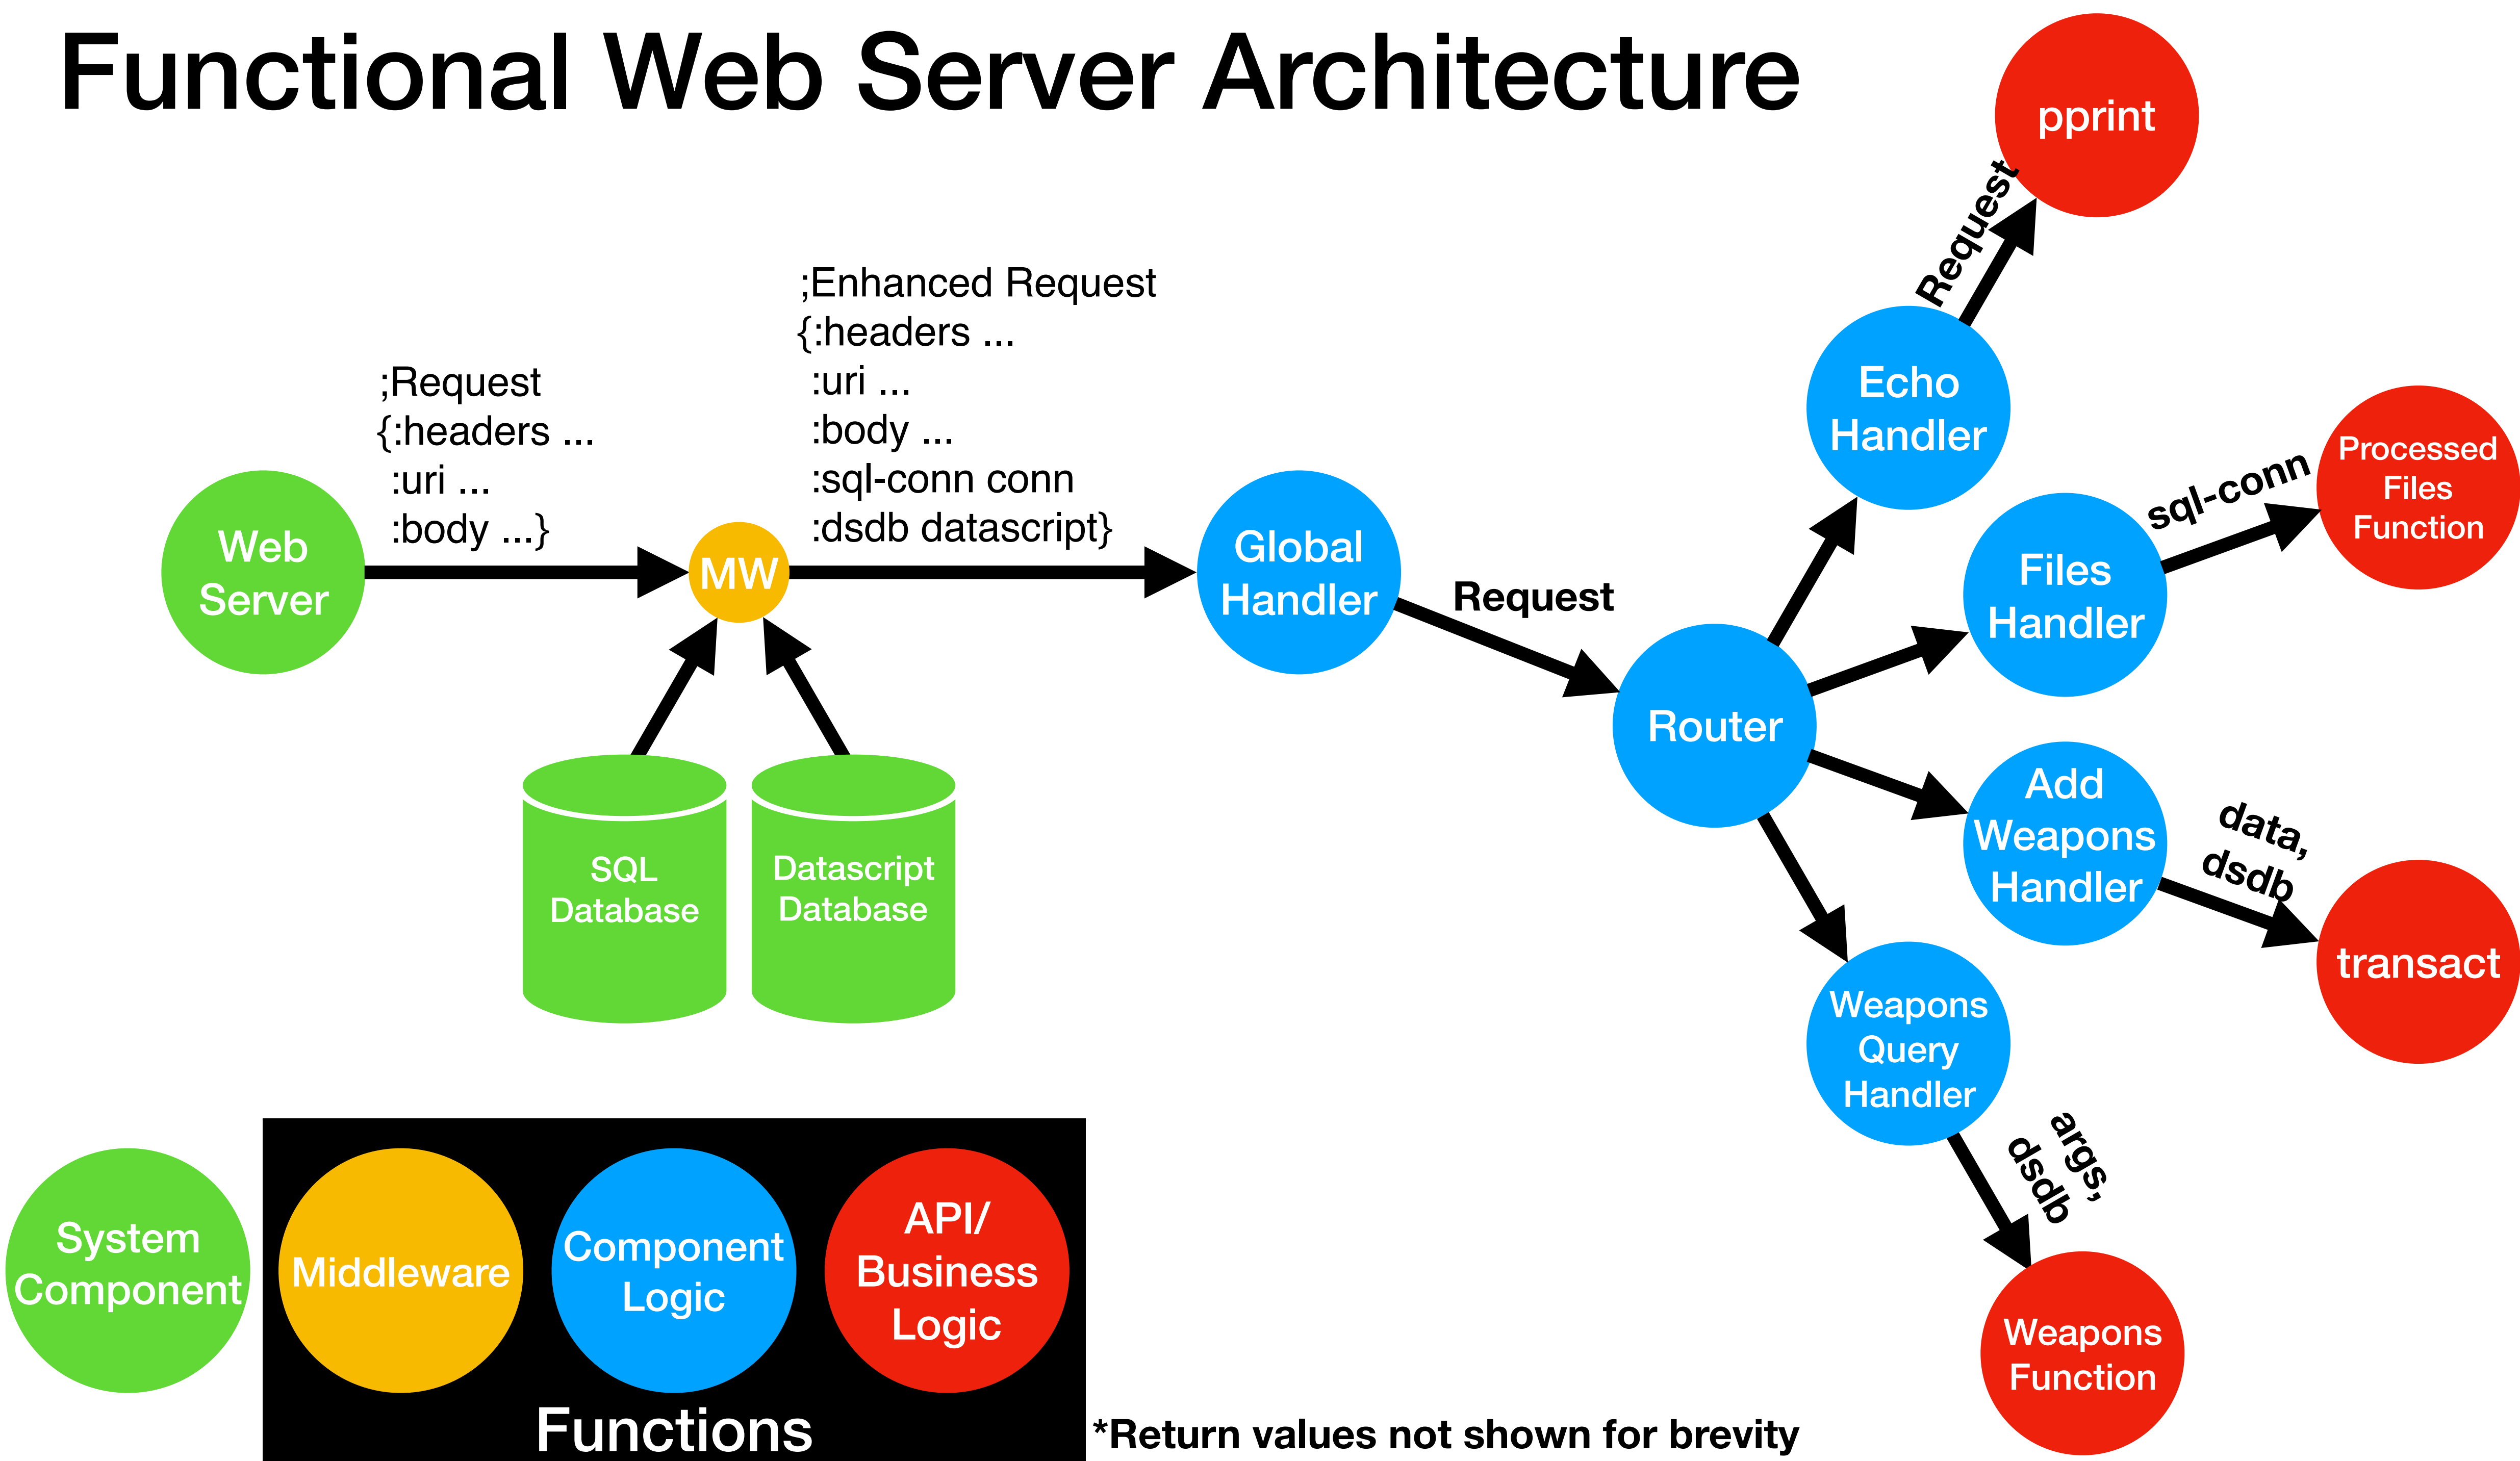 Functional Web Server Architecture
pprint
Request
;Enhanced Request
{:headers ...
:uri ...
:body ...
:sql-conn conn
:dsdb datascript}
;Request
{:headers ...
:uri ...
:body ...}
Echo
Handler
Processed
Files
Function
sql-conn
Web
Server
MW
Global
Handler
Request
Files
Handler
Router
Add
Weapons
Handler
data,
dsdb
transact
SQL
Database
Datascript
Database
Weapons
Query
Handler
args,
dsdb
Weapons
Function
System
Component
Middleware
Component
Logic
API/
Business
Logic
Functions
*Return values not shown for brevity